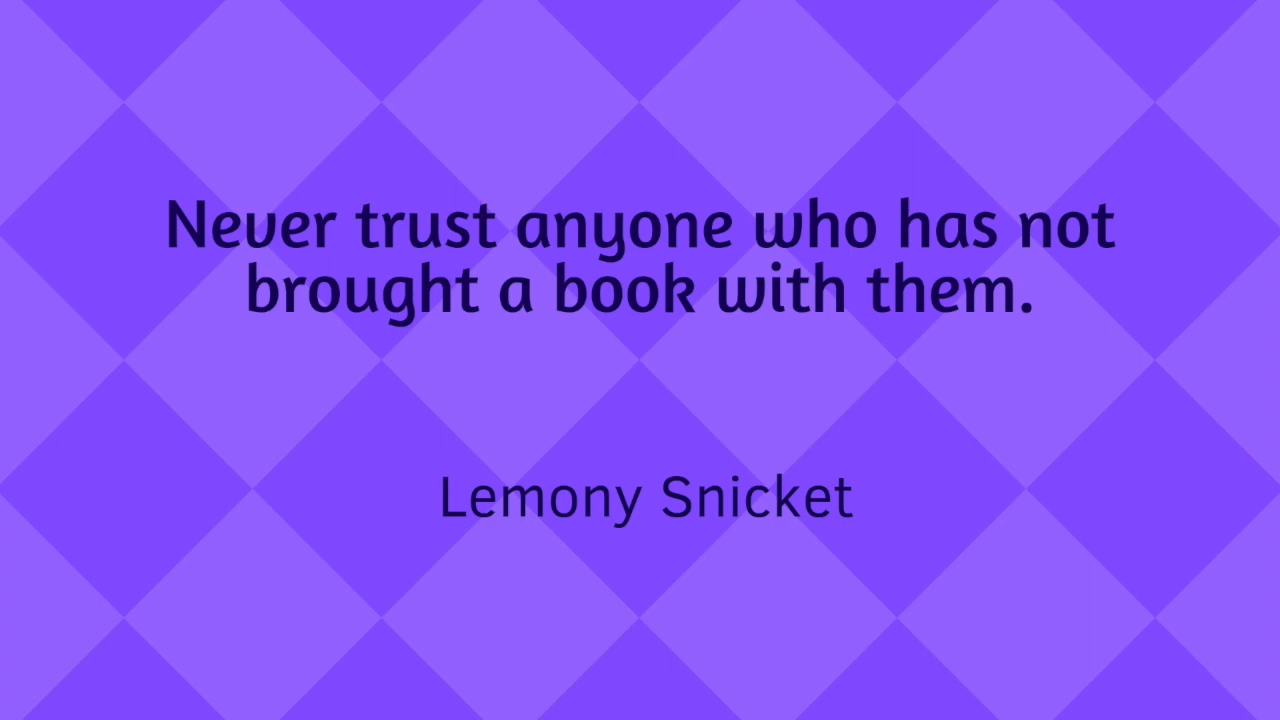 Never trust anyone who has not
brought a book with them.
Lemony Snicket